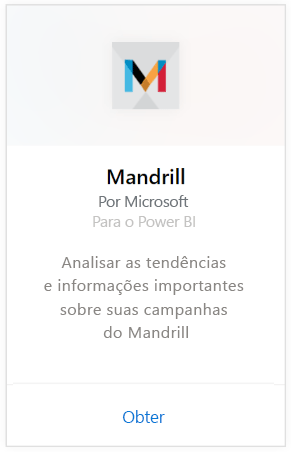 Mandrill
Por Microsoft
Para o Power BI
Analisar as tendências
e informações importantes
sobre suas campanhas
do Mandrill
Obter